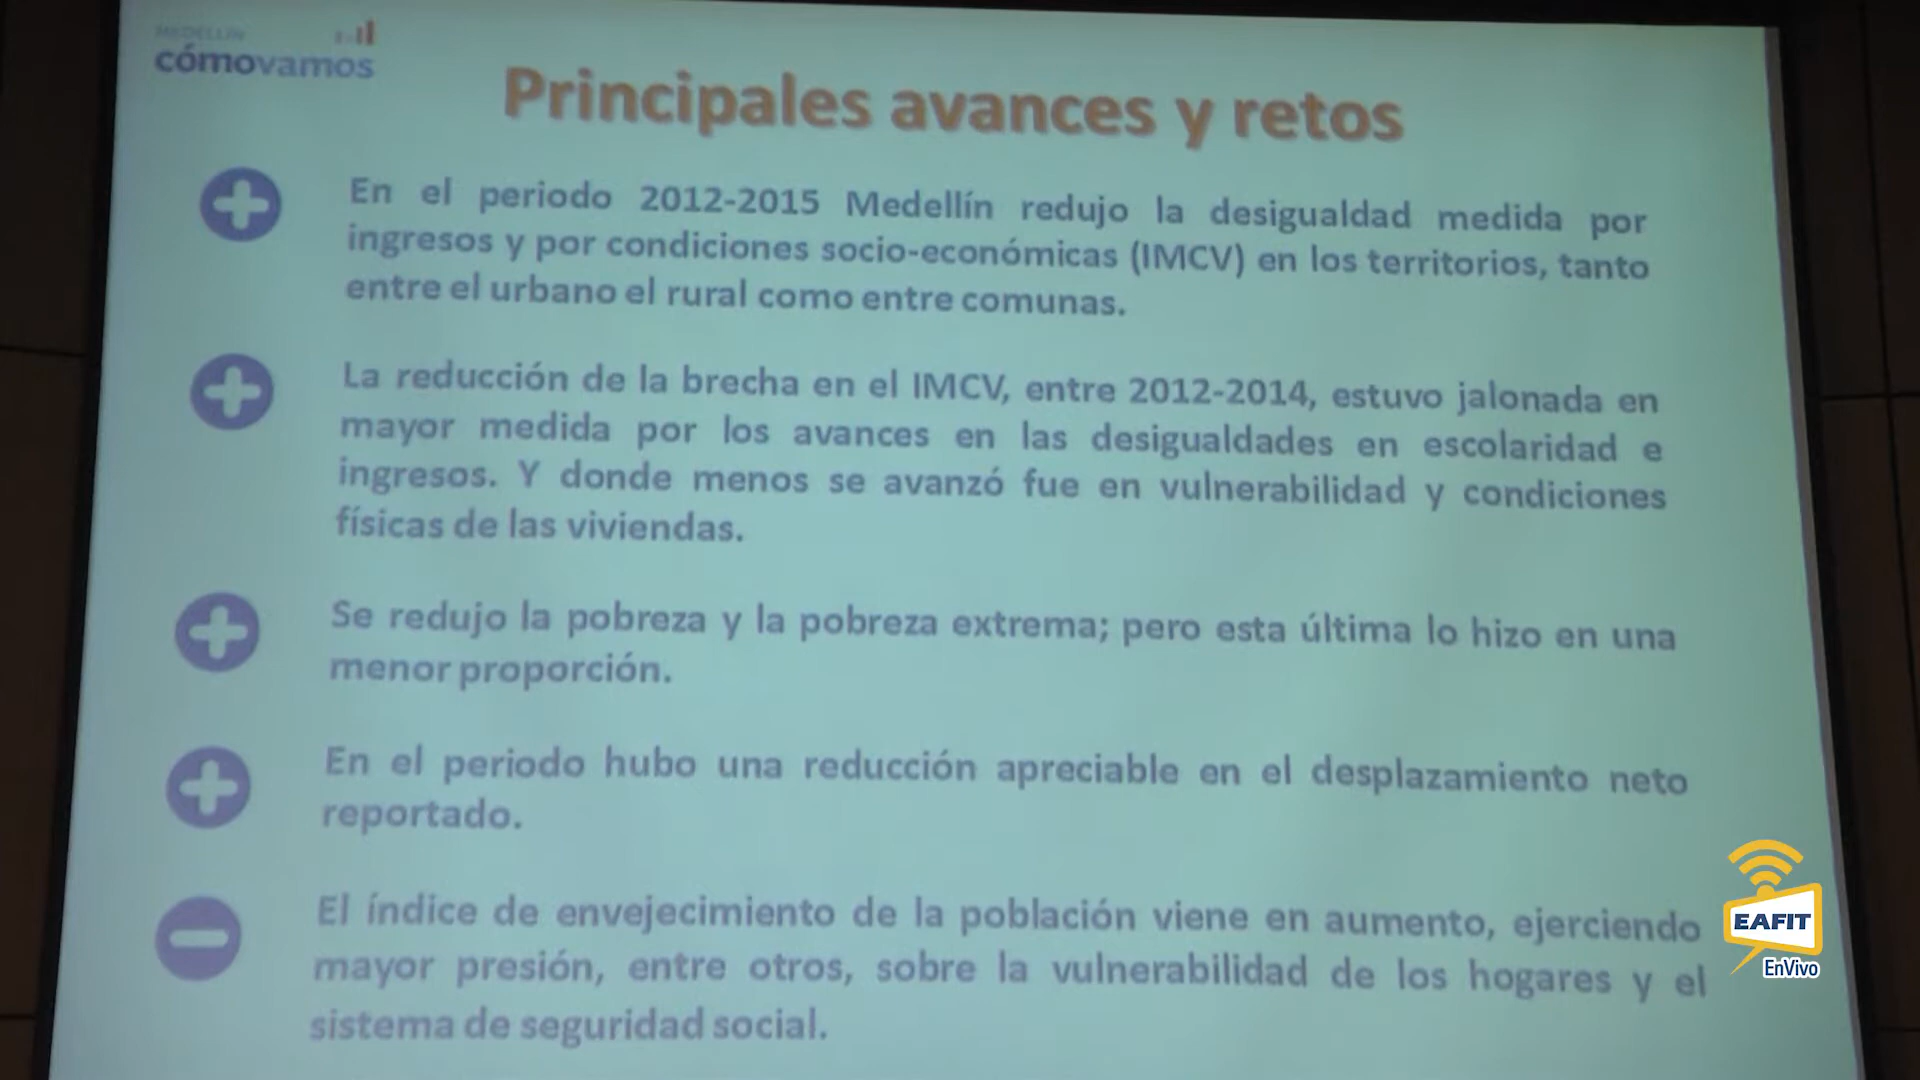 MEDELLÍN
cómovamos
Principales avances y retos
En el periodo 2012-2015 Medellín redujo la desigualdad medida por
ingresos y por condiciones socio-económicas (IMCV) en los territorios, tanto
entre el urbano el rural como entre comunas.
La reducción de la brecha en el IMCV, entre 2012-2014, estuvo jalonada en
mayor medida por los avances en las desigualdades en escolaridad e
ingresos. Y donde menos se avanzó fue en vulnerabilidad y condiciones
físicas de las viviendas.
Se redujo la pobreza y la pobreza extrema; pero esta última lo hizo en una
menor proporción.
En el periodo hubo una reducción apreciable en el desplazamiento neto
reportado.
El índice de envejecimiento de la población viene en aumento, ejerciendo
mayor presión, entre otros, sobre la vulnerabilidad de los hogares y el
sistema de seguridad social.
EAFIT
EnVivo